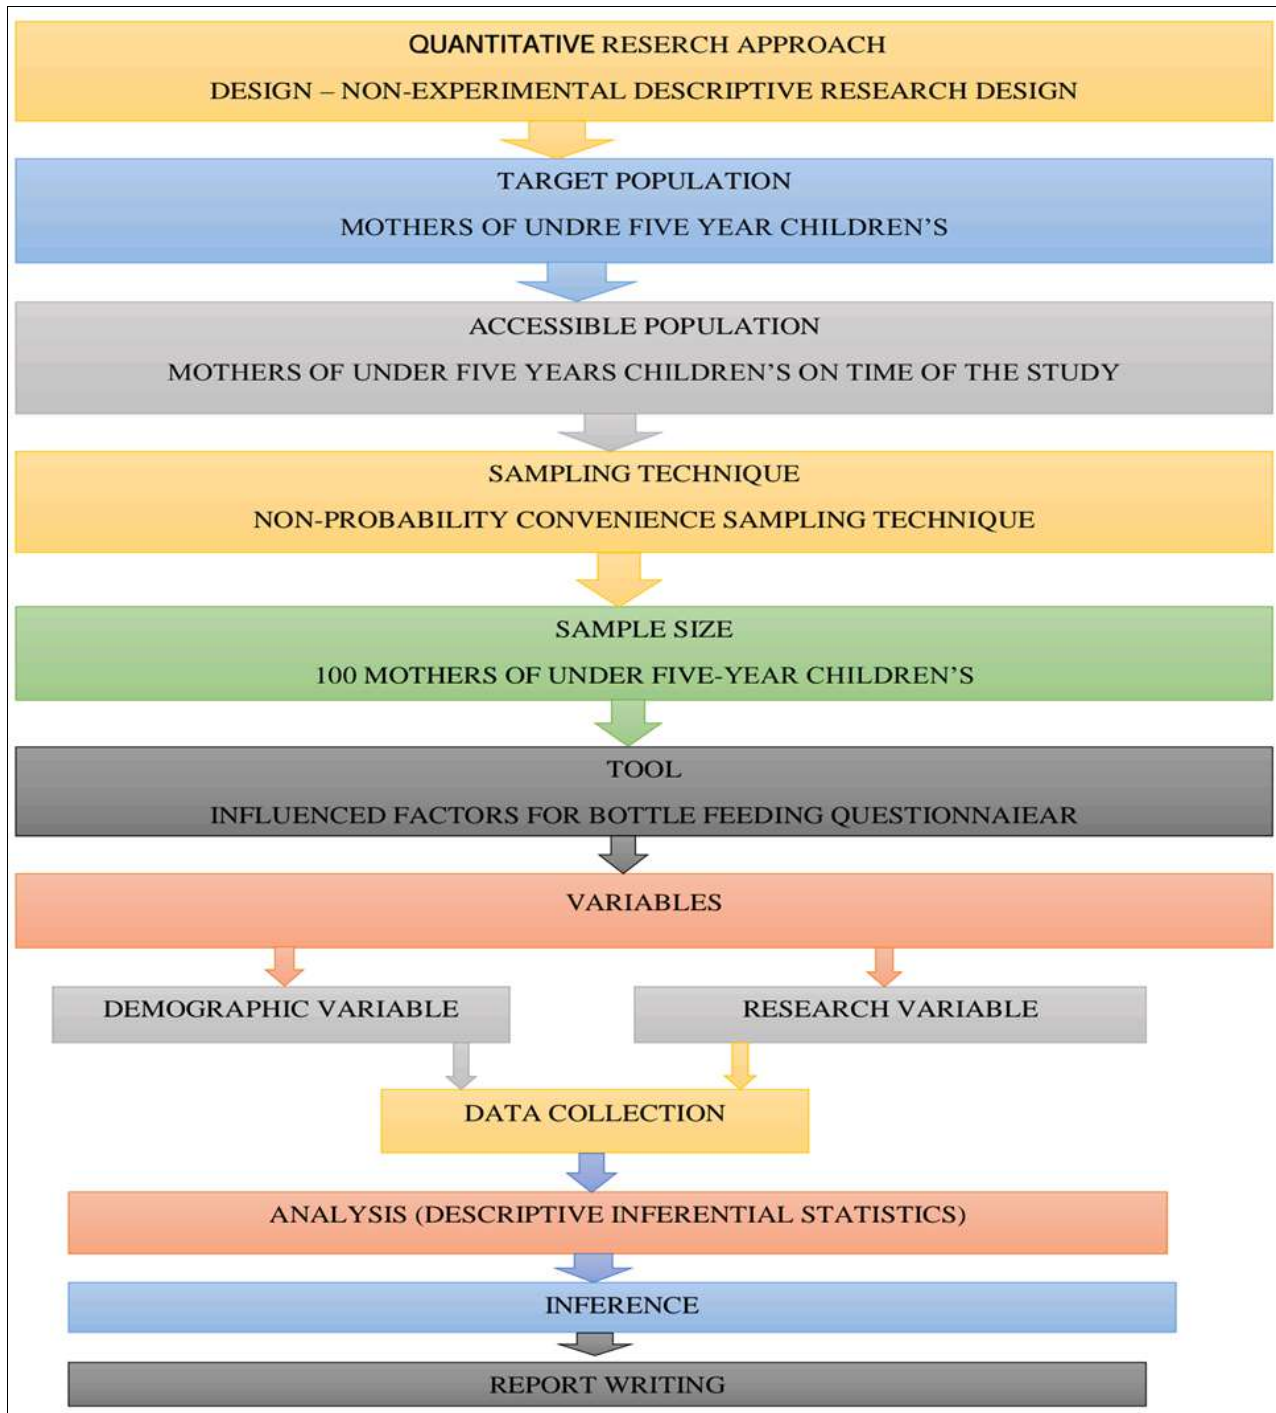 QUANTITATIVE RESERCH APPROACH
DESIGN – NON-EXPERIMENTAL DESCRIPTIVE RESEARCH DESIGN
TARGET POPULATION
MOTHERS OF UNDRE FIVE YEAR CHILDREN’S
ACCESSIBLE POPULATION
MOTHERS OF UNDER FIVE YEARS CHILDREN’S ON TIME OF THE STUDY
SAMPLING TECHNIQUE
NON-PROBABILITY CONVENIENCE SAMPLING TECHNIQUE
SAMPLE SIZE
100 MOTHERS OF UNDER FIVE-YEAR CHILDREN’S
TOOL
INFLUENCED FACTORS FOR BOTTLE FEEDING QUESTIONNAIEAR
VARIABLES
DEMOGRAPHIC VARIABLE
RESEARCH VARIABLE
DATA COLLECTION
ANALYSIS (DESCRIPTIVE INFERENTIAL STATISTICS)
INFERENCE
REPORT WRITING